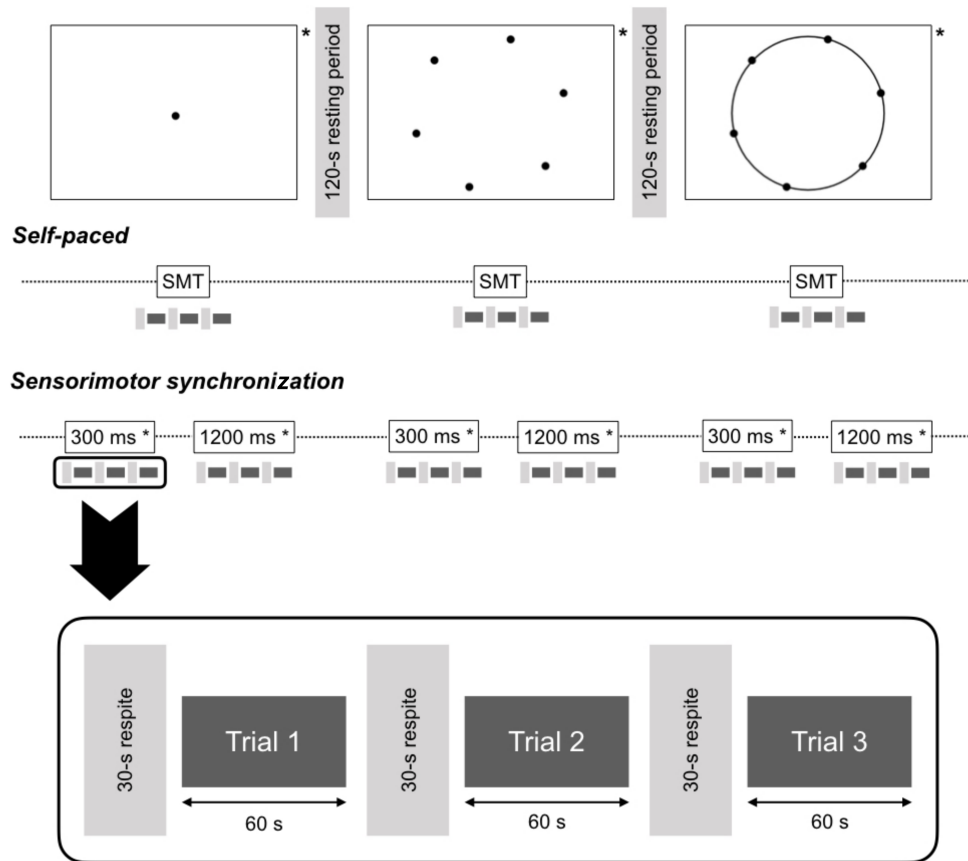 *
120-s resting period
*
120-s resting period
*
Self-paced
SMT
SMT
SMT
Sensorimotor synchronization
300 ms *
1200 ms *
300 ms *
1200 ms *
300 ms *
1200 ms *
30-s respite
Trial 1
60 s
30-s respite
Trial 2
60 s
30-s respite
Trial 3
60 s